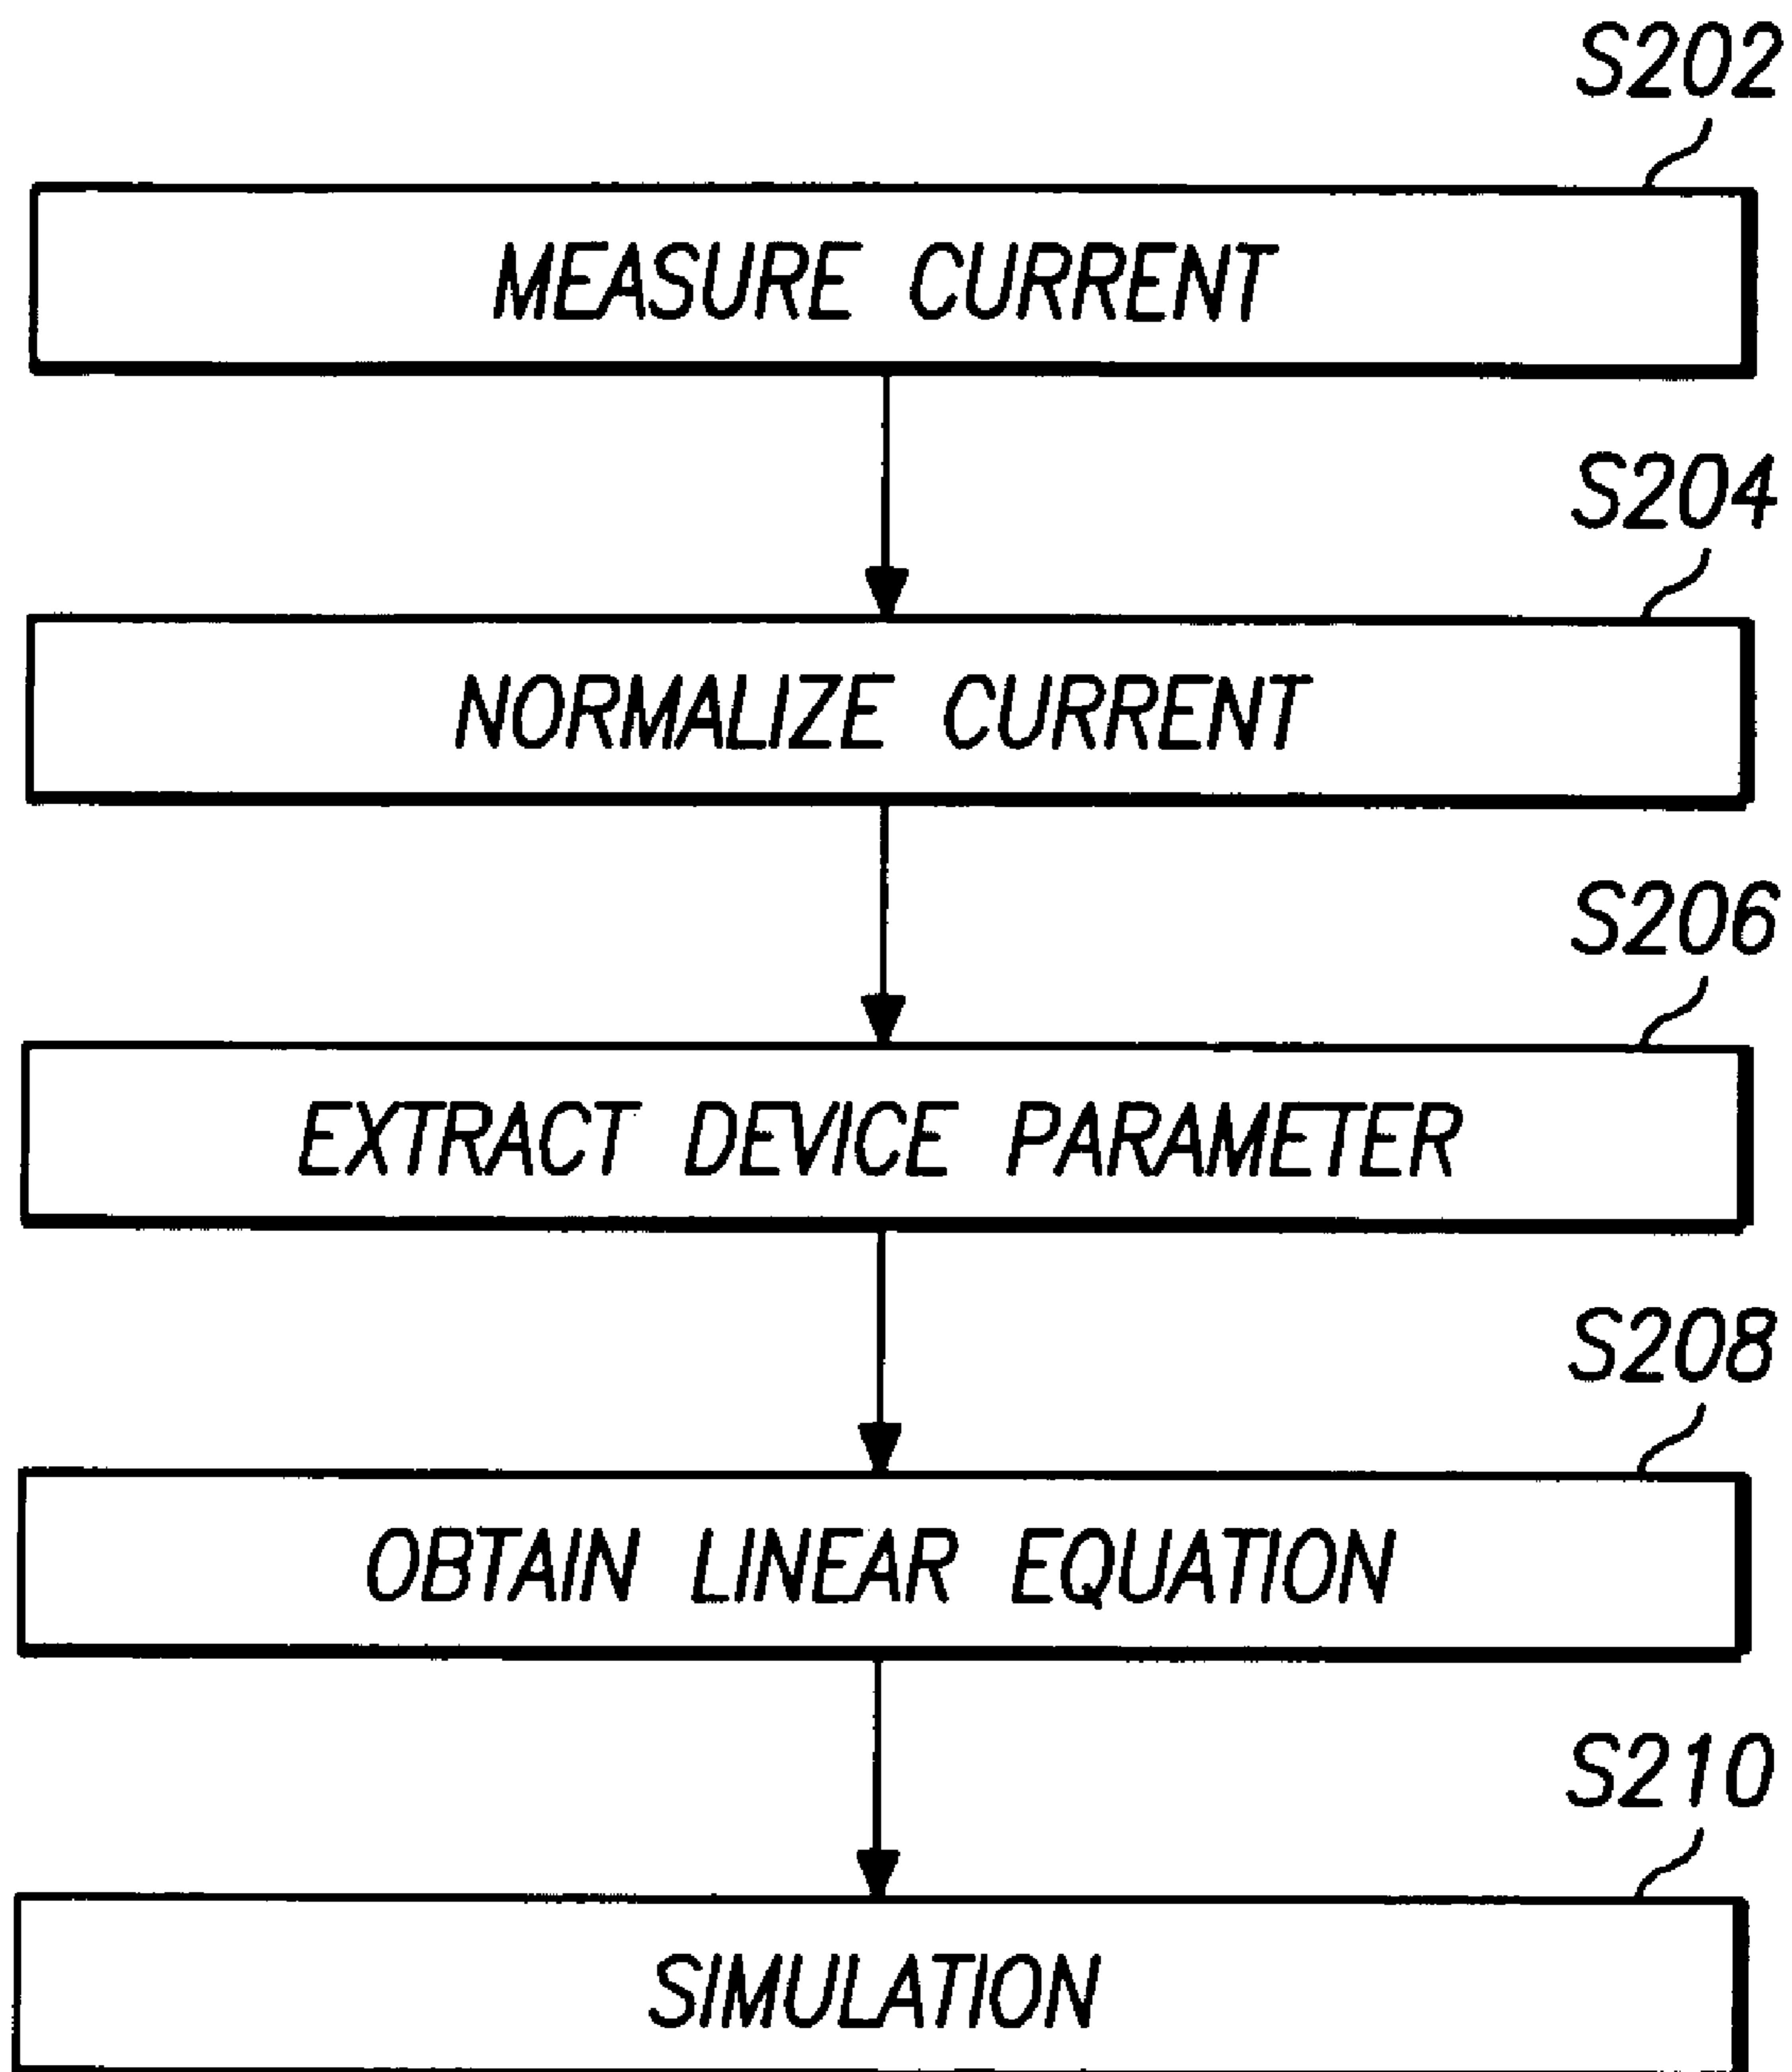 S202
MEASURE CURRENT
S204
NORMALIZE CURRENT
S206
EXTRACT DEVICE PARAMETER
S208
OBTAIN LINEAR EQUATION
S210
SIMULATION